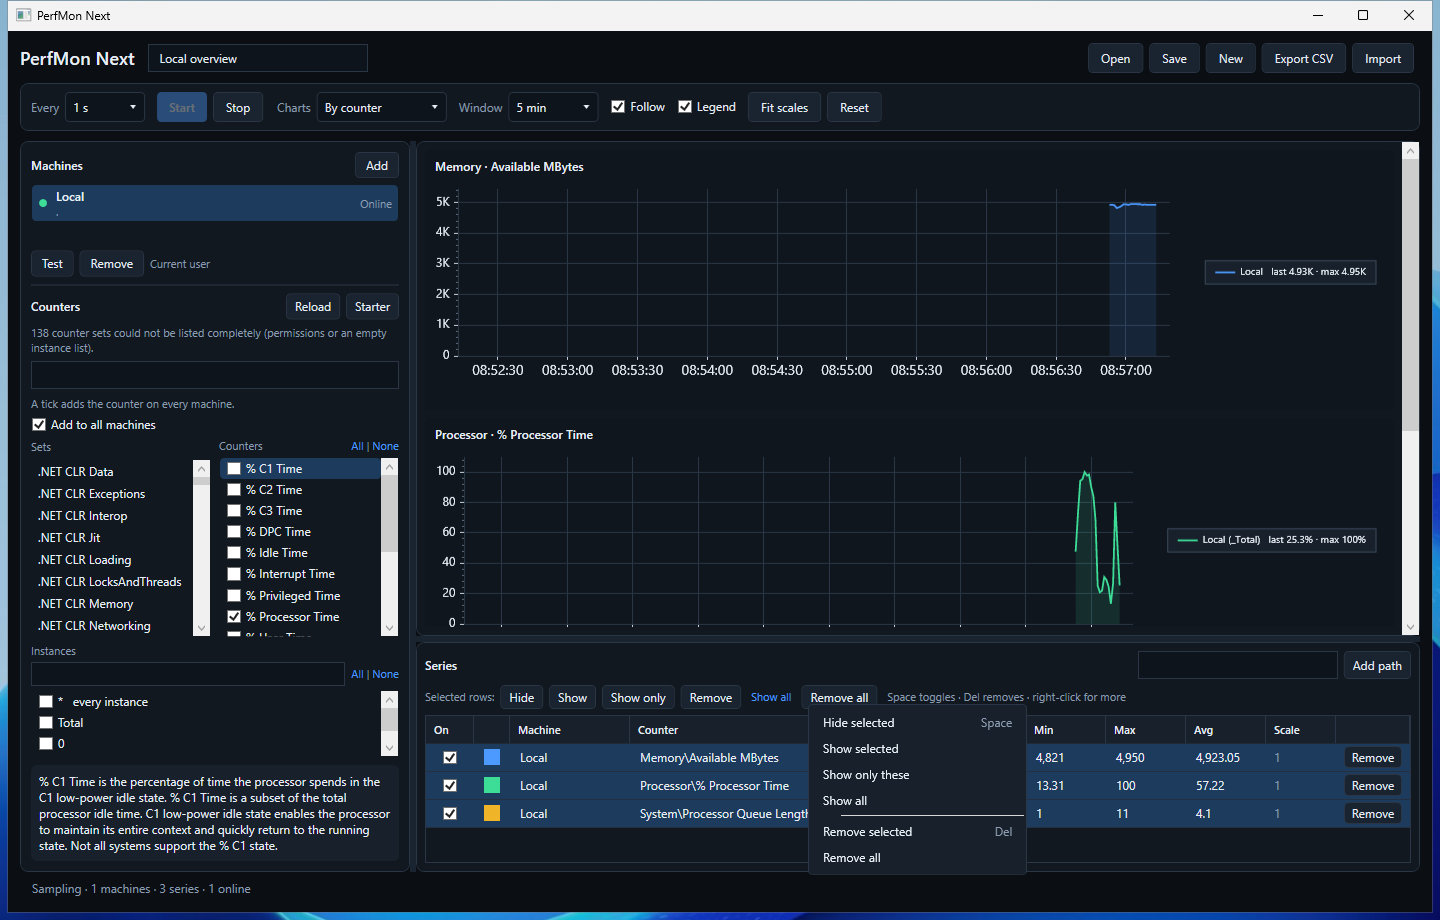 PerfMon Next
PerfMon Next
Local overview
Open
Save
New
Export CSV
Import
Every
1 s
Start
Stop
Charts
By counter
Window
5 min
Follow
Legend
Fit scales
Reset
Machines
Add
Local
.
Online
Test
Remove
Current user
Counters
Reload
Starter
138 counter sets could not be listed completely (permissions or an empty
instance list).
A tick adds the counter on every machine.
Add to all machines
Sets
.NET CLR Data
.NET CLR Exceptions
.NET CLR Interop
.NET CLR Jit
.NET CLR Loading
.NET CLR LocksAndThreads
.NET CLR Memory
.NET CLR Networking
Counters
All | None
% C1 Time
% C2 Time
% C3 Time
% DPC Time
% Idle Time
% Interrupt Time
% Privileged Time
% Processor Time
Instances
All | None
* every instance
Total
0
% C1 Time is the percentage of time the processor spends in the
C1 low-power idle state. % C1 Time is a subset of the total
processor idle time. C1 low-power idle state enables the processor
to maintain its entire context and quickly return to the running
state. Not all systems support the % C1 state.
Memory · Available MBytes
5K
4K
3K
2K
1K
0
08:52:30 08:53:00 08:53:30 08:54:00 08:54:30 08:55:00 08:55:30 08:56:00 08:56:30 08:57:00
Local last 4.93K · max 4.95K
Processor · % Processor Time
100
80
60
40
20
0
Local (_Total) last 25.3% · max 100%
Series
Add path
Selected rows:
Hide
Show
Show only
Remove
Show all
Remove all
Space toggles · Del removes · right-click for more
On Machine Counter Min Max Avg Scale
Local Memory\Available MBytes 4,821 4,950 4,923.05 1 Remove
Local Processor\% Processor Time 13.31 100 57.22 1 Remove
Local System\Processor Queue Lengt 1 11 4.1 1 Remove
Hide selected Space
Show selected
Show only these
Show all
Remove selected Del
Remove all
Sampling · 1 machines · 3 series · 1 online